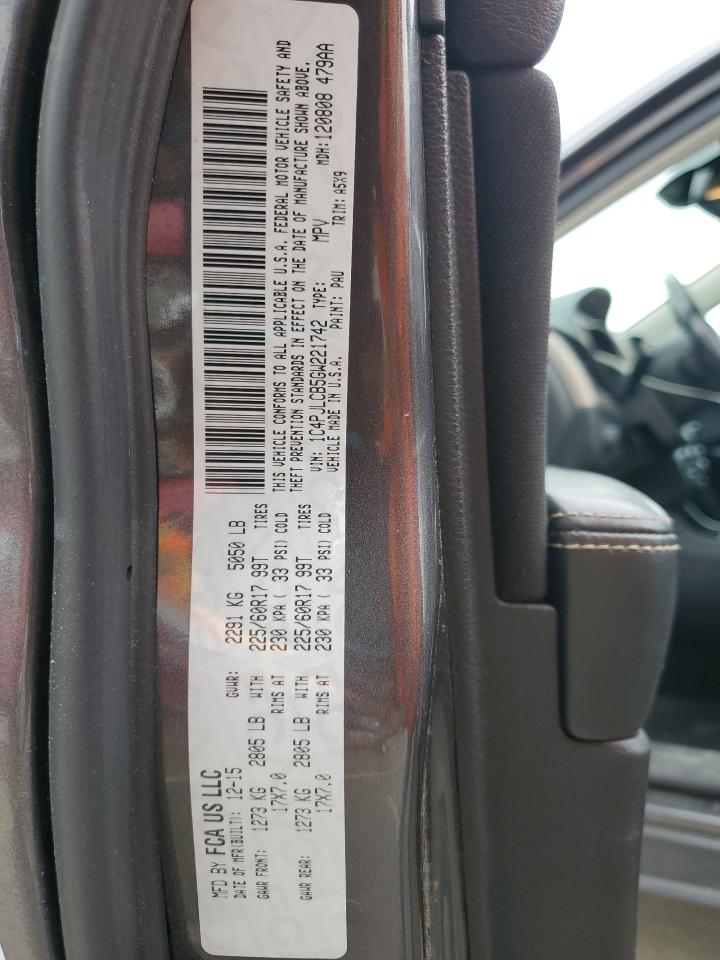 MFD BY FCA US LLC
DATE OF MFR(BUILT): 12-15 GVWR: 2291 KG 5050 LB
GAWR FRONT: 1273 KG 2805 LB WITH 225/60R17 99T TIRES
17X7.0 RIMS AT 230 KPA ( 33 PSI) COLD
GAWR REAR: 1273 KG 2805 LB WITH 225/60R17 99T TIRES
17X7.0 RIMS AT 230 KPA ( 33 PSI) COLD
THIS VEHICLE CONFORMS TO ALL APPLICABLE U.S.A. FEDERAL MOTOR VEHICLE SAFETY AND
THEFT PREVENTION STANDARDS IN EFFECT ON THE DATE OF MANUFACTURE SHOWN ABOVE.
VIN: 1C4PJLCB5GW221742 TYPE: MPV MDH:120808 479AA
VEHICLE MADE IN U.S.A. PAINT: PAU TRIM: A5X9